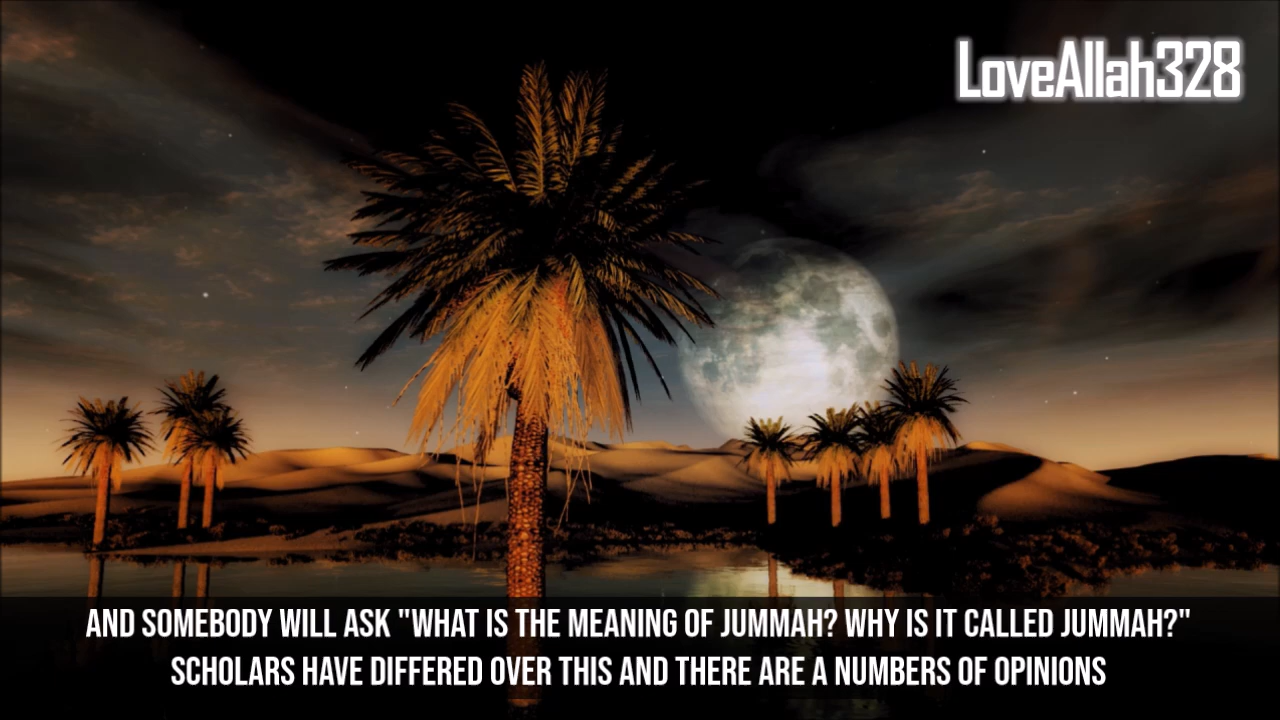 LoveAllah328
AND SOMEBODY WILL ASK "WHAT IS THE MEANING OF JUMMAH? WHY IS IT CALLED JUMMAH?"
SCHOLARS HAVE DIFFERED OVER THIS AND THERE ARE A NUMBERS OF OPINIONS